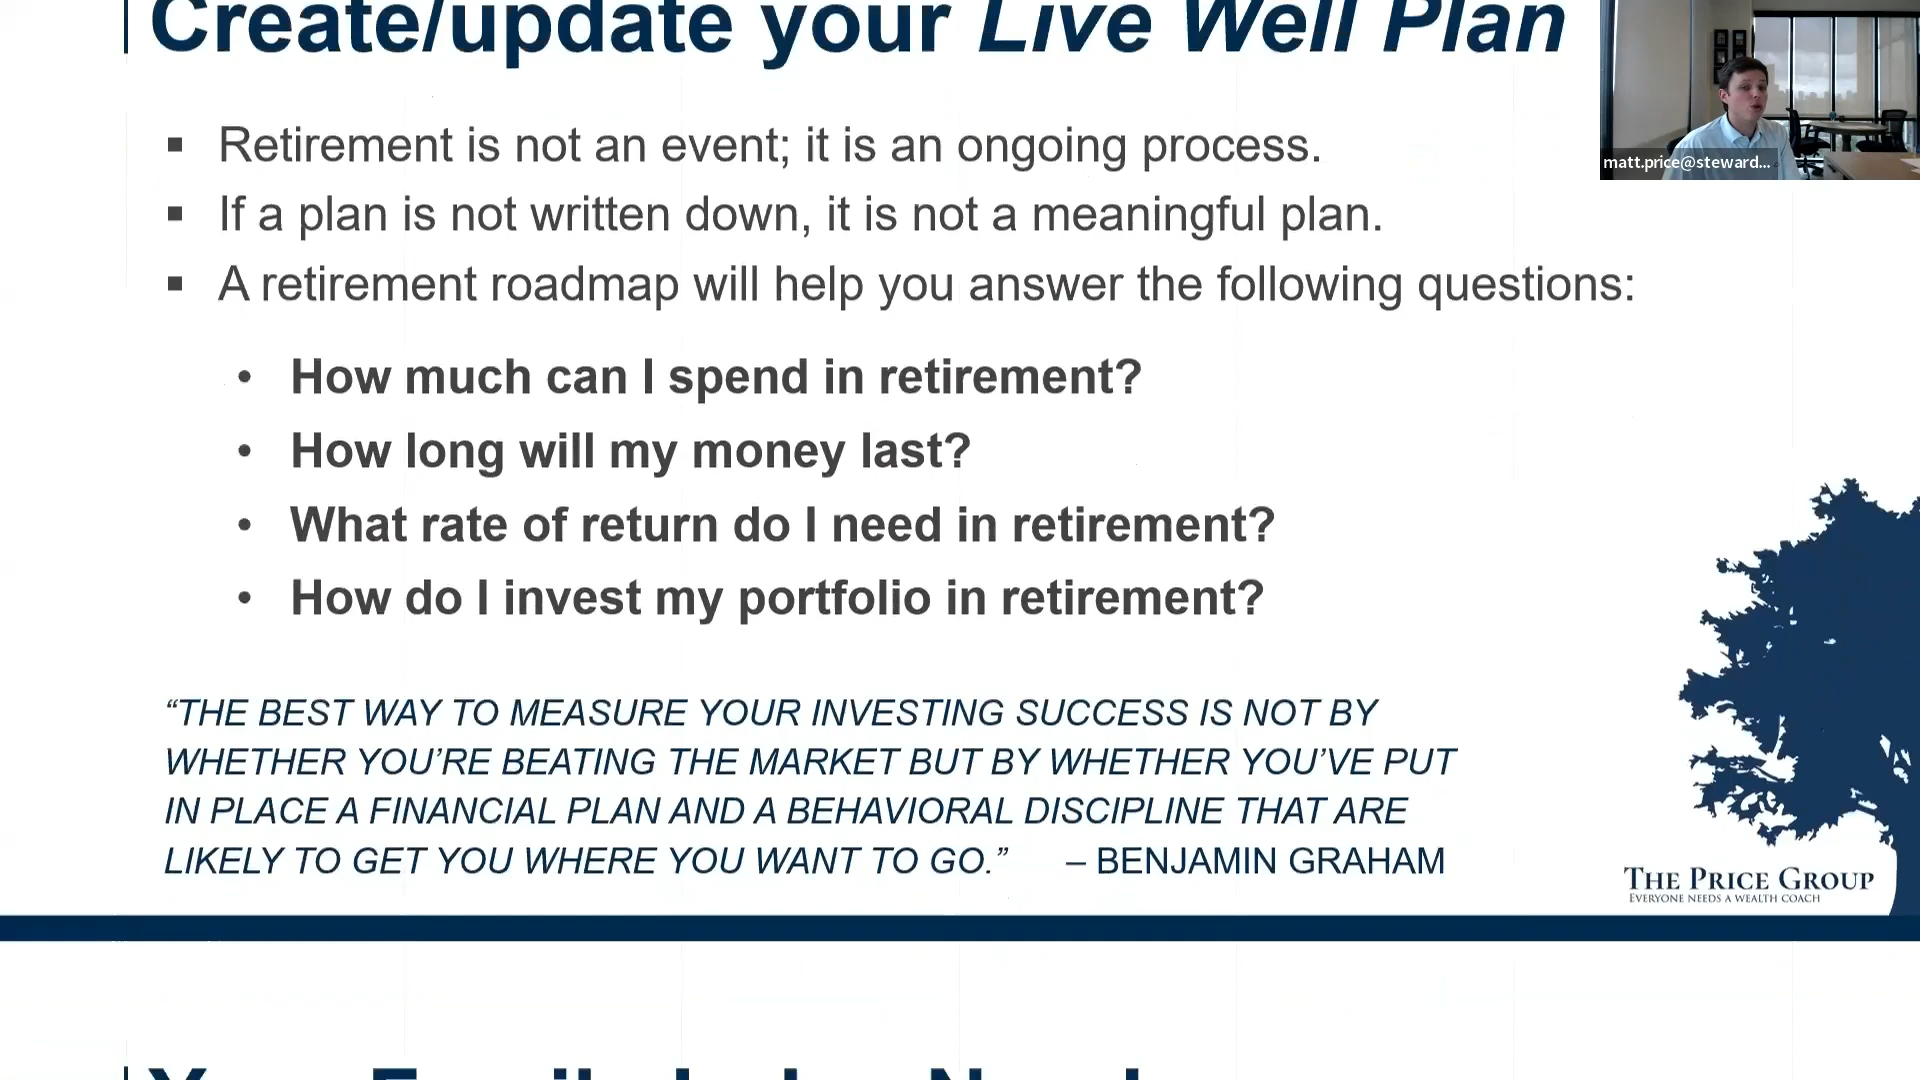 Create/update your Live Well Plan
matt.price@steward...
▪ Retirement is not an event; it is an ongoing process.
▪ If a plan is not written down, it is not a meaningful plan.
▪ A retirement roadmap will help you answer the following questions:
• How much can I spend in retirement?
• How long will my money last?
• What rate of return do I need in retirement?
• How do I invest my portfolio in retirement?
“THE BEST WAY TO MEASURE YOUR INVESTING SUCCESS IS NOT BY
WHETHER YOU’RE BEATING THE MARKET BUT BY WHETHER YOU’VE PUT
IN PLACE A FINANCIAL PLAN AND A BEHAVIORAL DISCIPLINE THAT ARE
LIKELY TO GET YOU WHERE YOU WANT TO GO.” – BENJAMIN GRAHAM
THE PRICE GROUP
EVERYONE NEEDS A WEALTH COACH